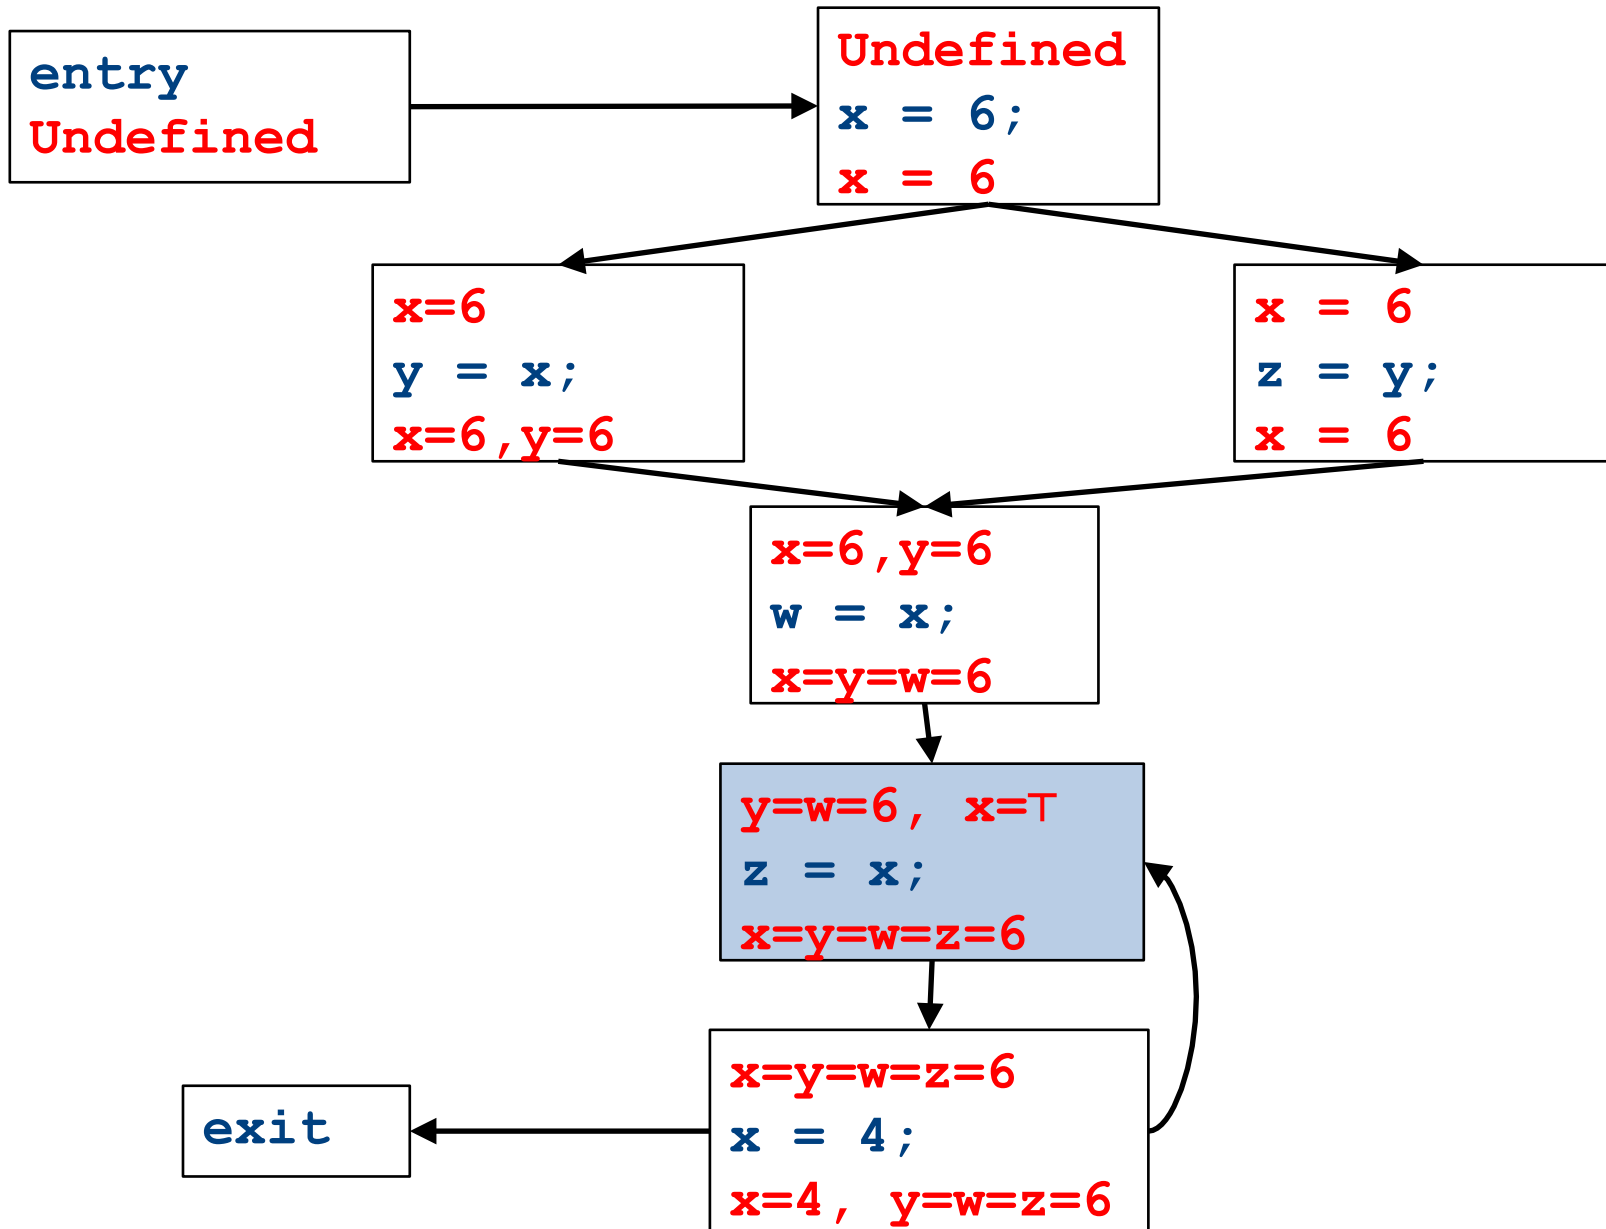 entry
Undefined
Undefined
x = 6;
x = 6
x=6
y = x;
x=6,y=6
x = 6
z = y;
x = 6
x=6,y=6
w = x;
x=y=w=6
y=w=6, x=⊤
z = x;
x=y=w=z=6
x=y=w=z=6
x = 4;
x=4, y=w=z=6
exit